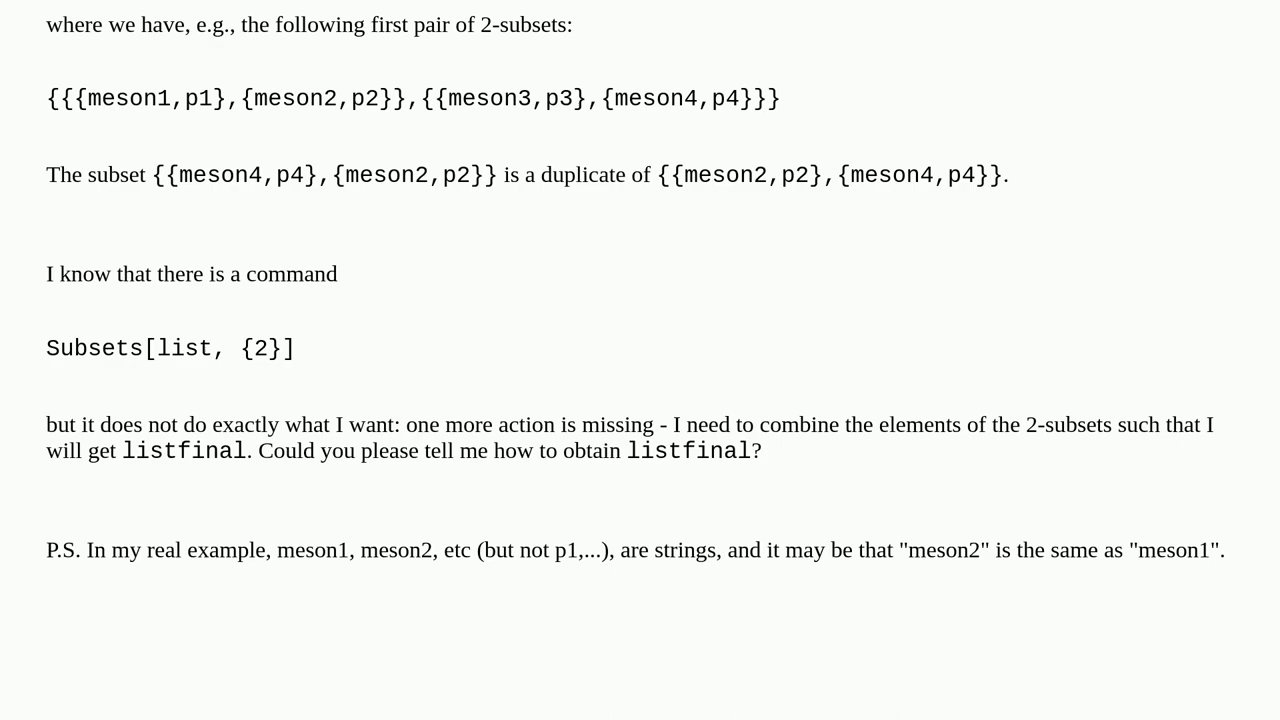 where we have, e.g., the following first pair of 2-subsets:
{{{meson1,p1},{meson2,p2}},{{meson3,p3},{meson4,p4}}}
The subset {{meson4,p4},{meson2,p2}} is a duplicate of {{meson2,p2},{meson4,p4}}.
I know that there is a command
Subsets[list, {2}]
but it does not do exactly what I want: one more action is missing - I need to combine the elements of the 2-subsets such that I
will get listfinal. Could you please tell me how to obtain listfinal?
P.S. In my real example, meson1, meson2, etc (but not p1,...), are strings, and it may be that "meson2" is the same as "meson1".